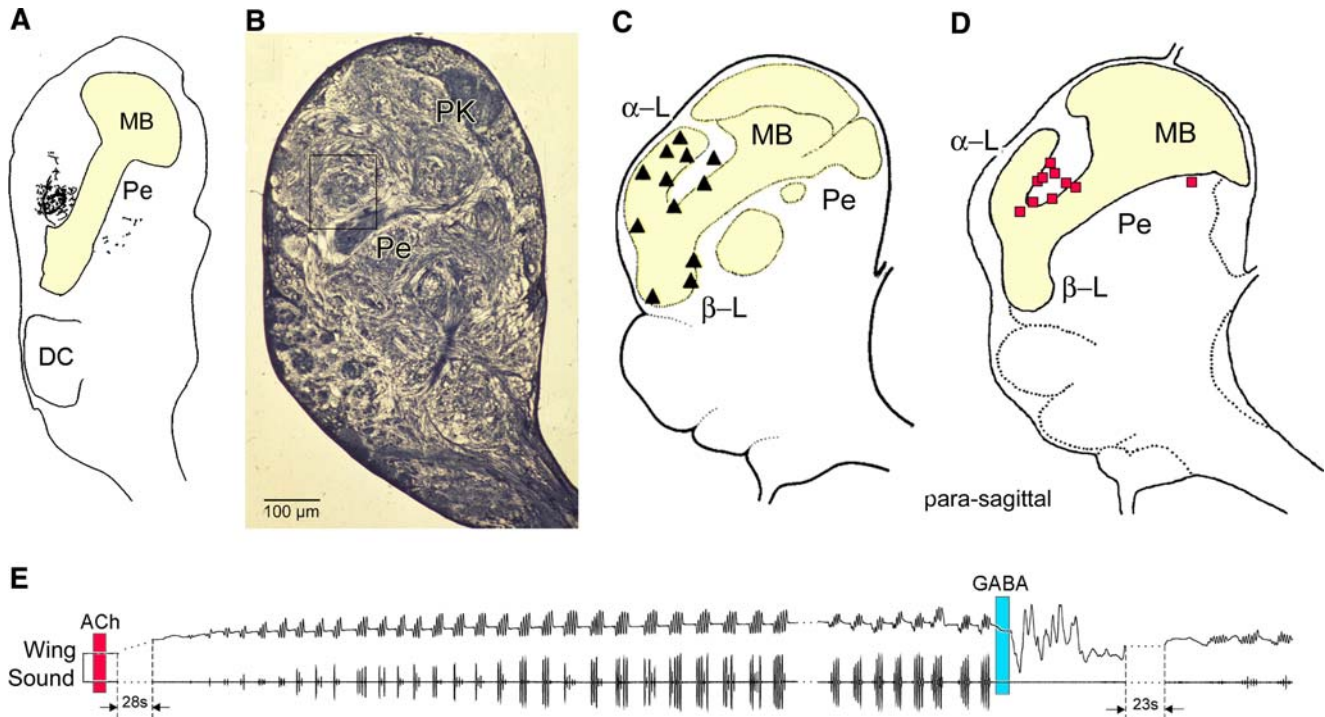 A
MB
Pe
DC
B
PK
Pe
100 µm
C
α–L
MB
Pe
β–L
D
α–L
MB
Pe
β–L
para-sagittal
E
ACh
GABA
Wing
Sound
28s
23s